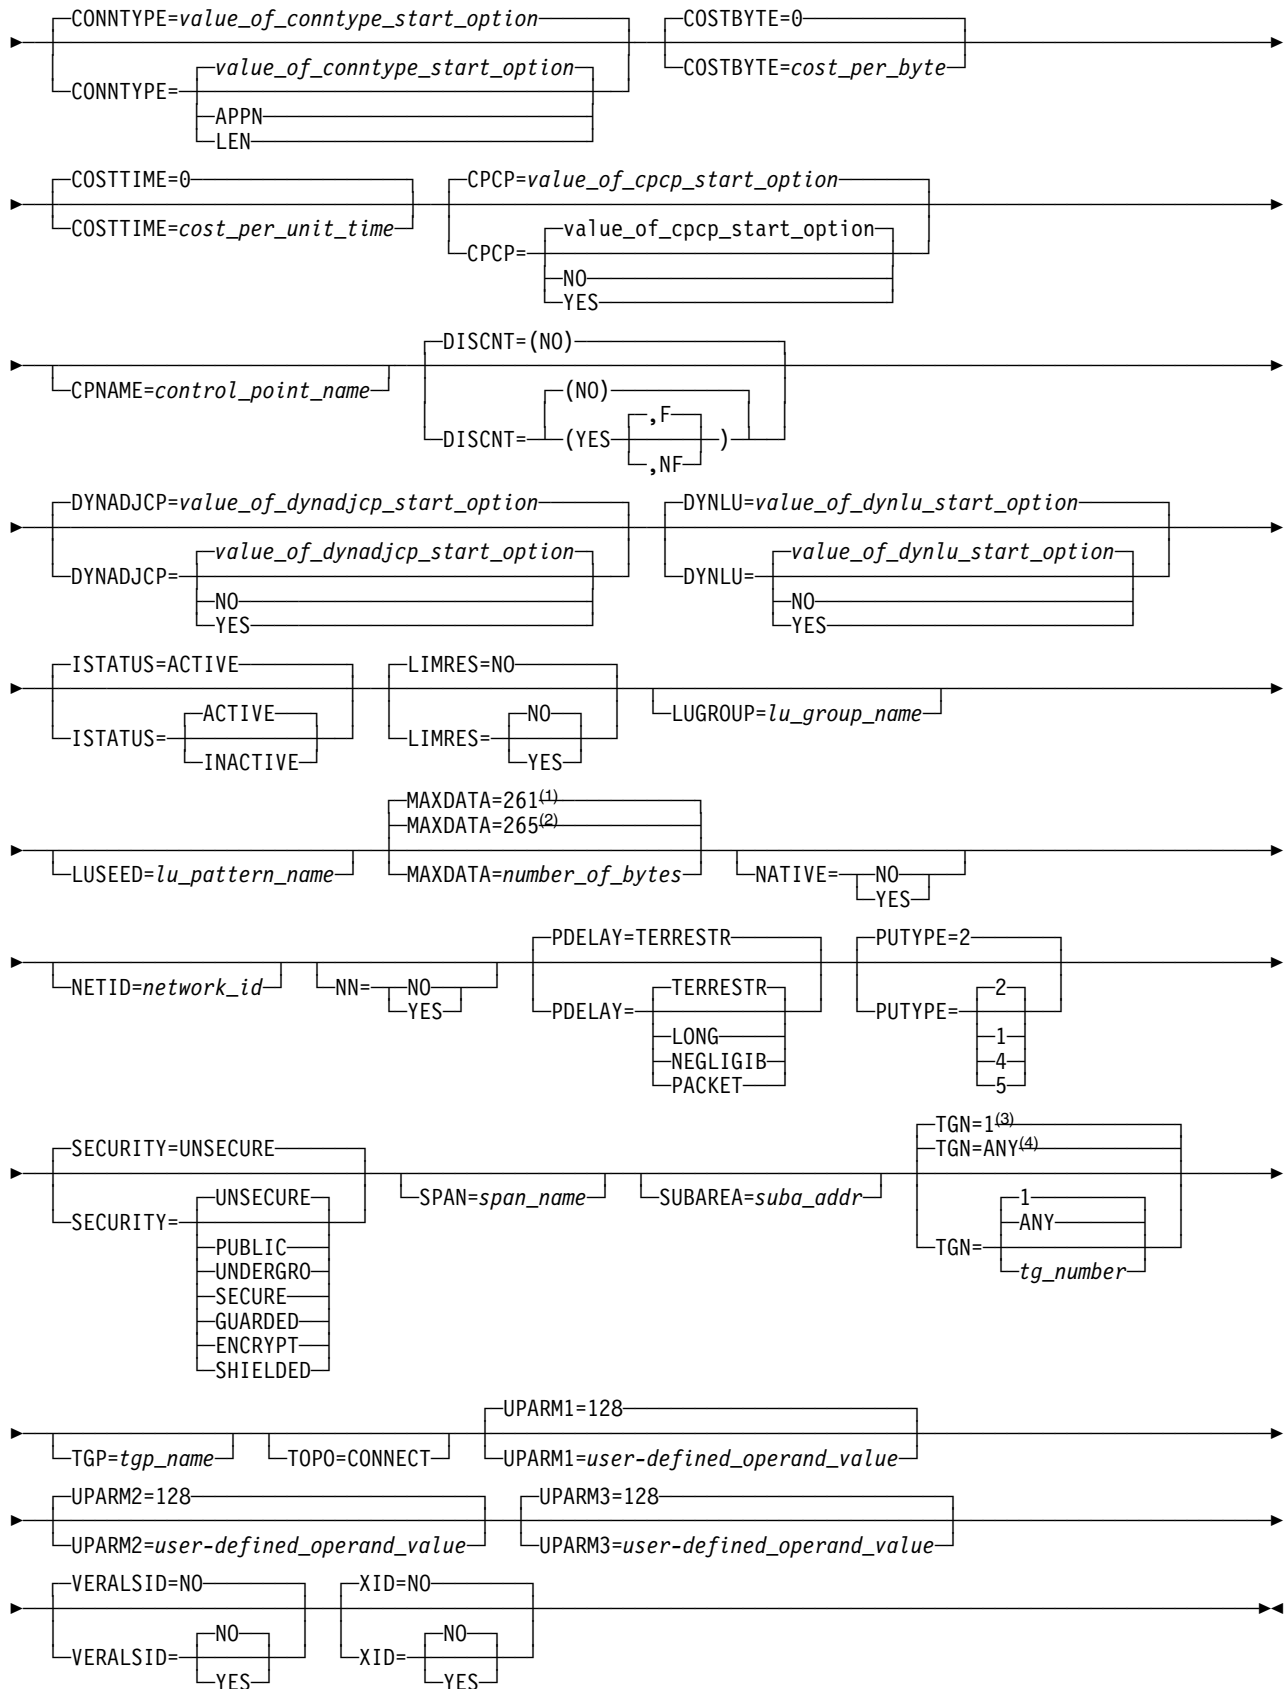 CONNTYPE=value_of_conntype_start_option COSTBYTE=0
value_of_conntype_start_option COSTBYTE=cost_per_byte
CONNTYPE=
APPN
LEN
COSTTIME=0 CPCP=value_of_cpcp_start_option
COSTTIME=cost_per_unit_time value_of_cpcp_start_option
CPCP=
NO
YES
DISCNT=(NO)
CPNAME=control_point_name (NO)
,F
DISCNT= (YES )
,NF
DYNADJCP=value_of_dynadjcp_start_option DYNLU=value_of_dynlu_start_option
value_of_dynadjcp_start_option value_of_dynlu_start_option
DYNADJCP= DYNLU=
NO NO
YES YES
ISTATUS=ACTIVE LIMRES=NO
ACTIVE NO LUGROUP=lu_group_name
ISTATUS= LIMRES=
INACTIVE YES
MAXDATA=261(1)
MAXDATA=265(2)
LUSEED=lu_pattern_name MAXDATA=number_of_bytes NATIVE= NO
YES
PDELAY=TERRESTR PUTYPE=2
NETID=network_id NN= NO TERRESTR 2
YES PDELAY= PUTYPE=
LONG 1
NEGLIGIB 4
PACKET 5
SECURITY=UNSECURE TGN=1(3)
TGN=ANY(4)
UNSECURE SPAN=span_name SUBAREA=suba_addr 1
SECURITY= ANY
PUBLIC TGN=
UNDERGRO tg_number
SECURE
GUARDED
ENCRYPT
SHIELDED
UPARM1=128
TGP=tgp_name TOPO=CONNECT UPARM1=user-defined_operand_value
UPARM2=128 UPARM3=128
UPARM2=user-defined_operand_value UPARM3=user-defined_operand_value
VERALSID=NO XID=NO
NO NO
VERALSID= XID=
YES YES